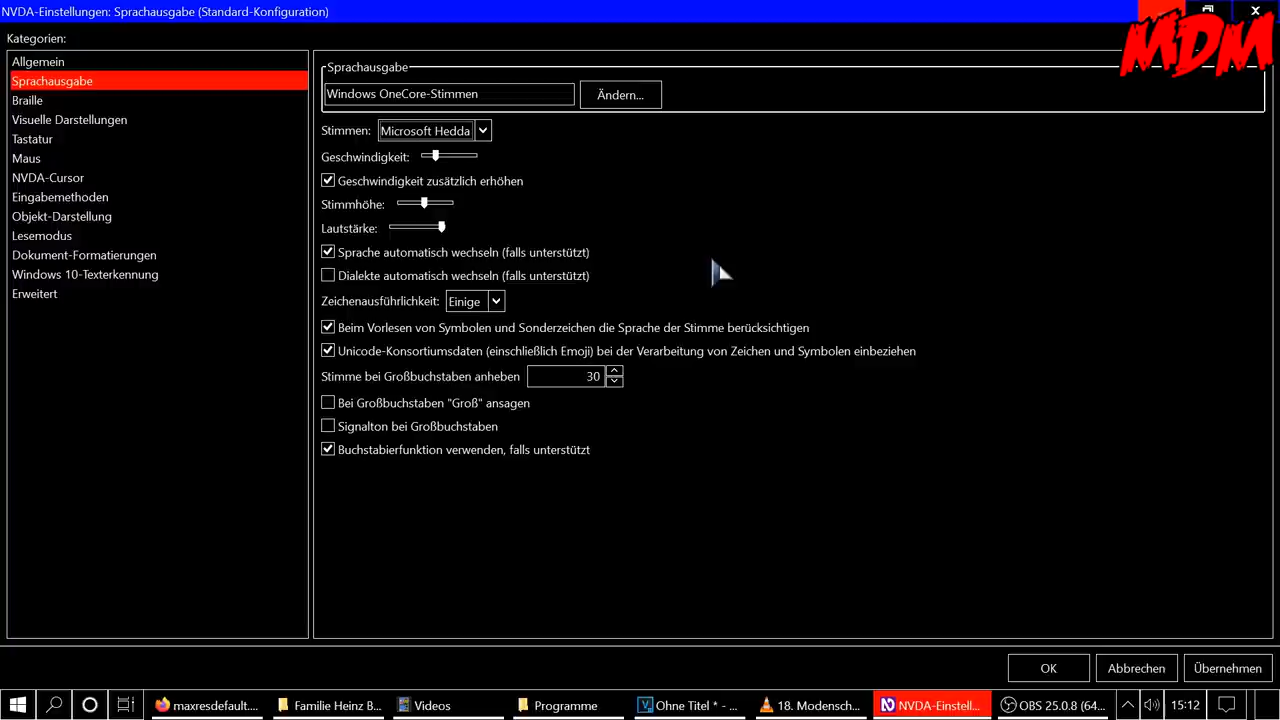 NVDA-Einstellungen: Sprachausgabe (Standard-Konfiguration)
MDM
Kategorien:
Allgemein
Sprachausgabe
Braille
Visuelle Darstellungen
Tastatur
Maus
NVDA-Cursor
Eingabemethoden
Objekt-Darstellung
Lesemodus
Dokument-Formatierungen
Windows 10-Texterkennung
Erweitert
Sprachausgabe
Windows OneCore-Stimmen Ändern...
Stimmen: Microsoft Hedda
Geschwindigkeit:
Geschwindigkeit zusätzlich erhöhen
Stimmhöhe:
Lautstärke:
Sprache automatisch wechseln (falls unterstützt)
Dialekte automatisch wechseln (falls unterstützt)
Zeichenausführlichkeit: Einige
Beim Vorlesen von Symbolen und Sonderzeichen die Sprache der Stimme berücksichtigen
Unicode-Konsortiumsdaten (einschließlich Emoji) bei der Verarbeitung von Zeichen und Symbolen einbeziehen
Stimme bei Großbuchstaben anheben 30
Bei Großbuchstaben "Groß" ansagen
Signalton bei Großbuchstaben
Buchstabierfunktion verwenden, falls unterstützt
OK Abbrechen Übernehmen
maxresdefault.... Familie Heinz B... Videos Programme Ohne Titel * - ... 18. Modensch... NVDA-Einstell... OBS 25.0.8 (64... 15:12